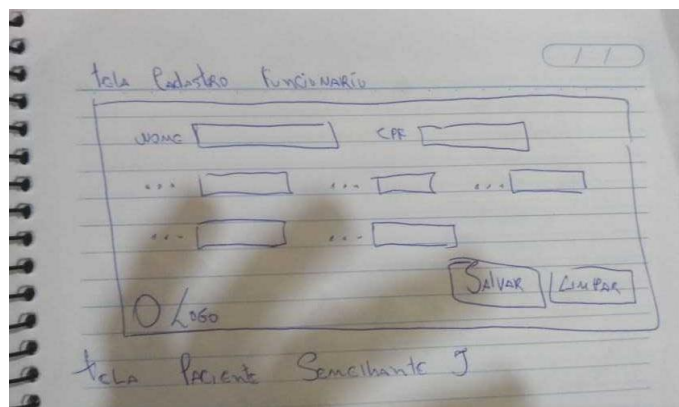 / /
Tela Cadastro Funcionario
Nome CPF
... ... ...
... ...
Salvar Limpar
Logo
Tela Paciente Semelhante